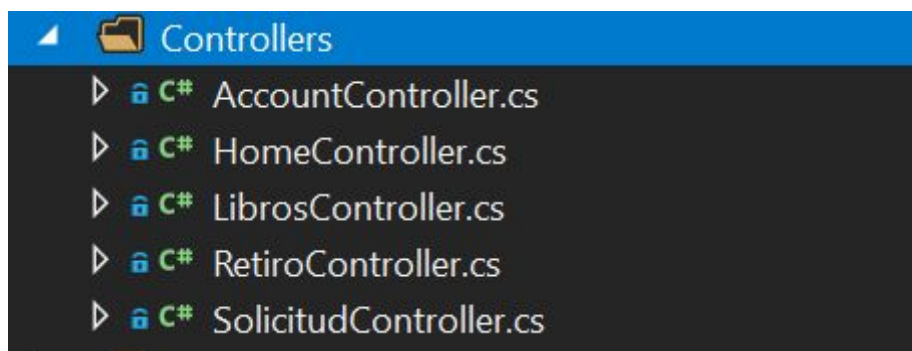 Controllers
C# AccountController.cs
C# HomeController.cs
C# LibrosController.cs
C# RetiroController.cs
C# SolicitudController.cs